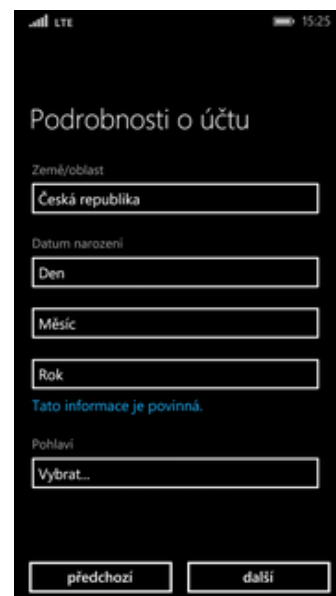 LTE 15:25
Podrobnosti o účtu
Země/oblast
Česká republika
Datum narození
Den
Měsíc
Rok
Tato informace je povinná.
Pohlaví
Vybrat...
předchozí další